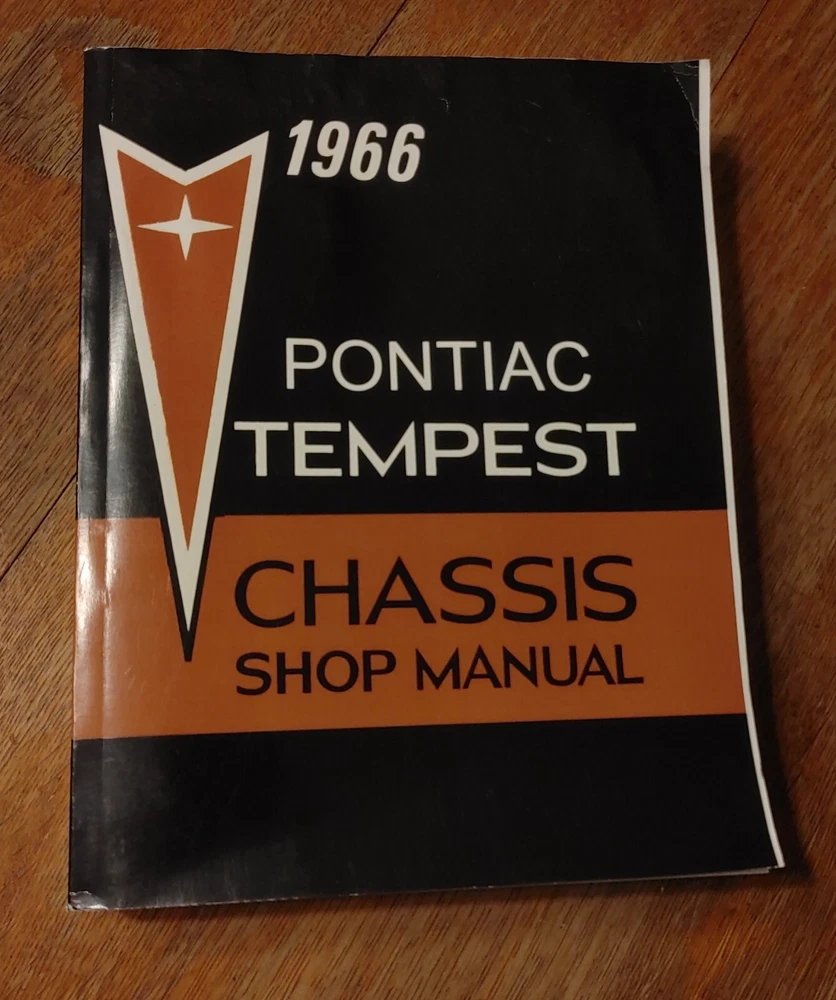 1966
PONTIAC
TEMPEST
CHASSIS
SHOP MANUAL